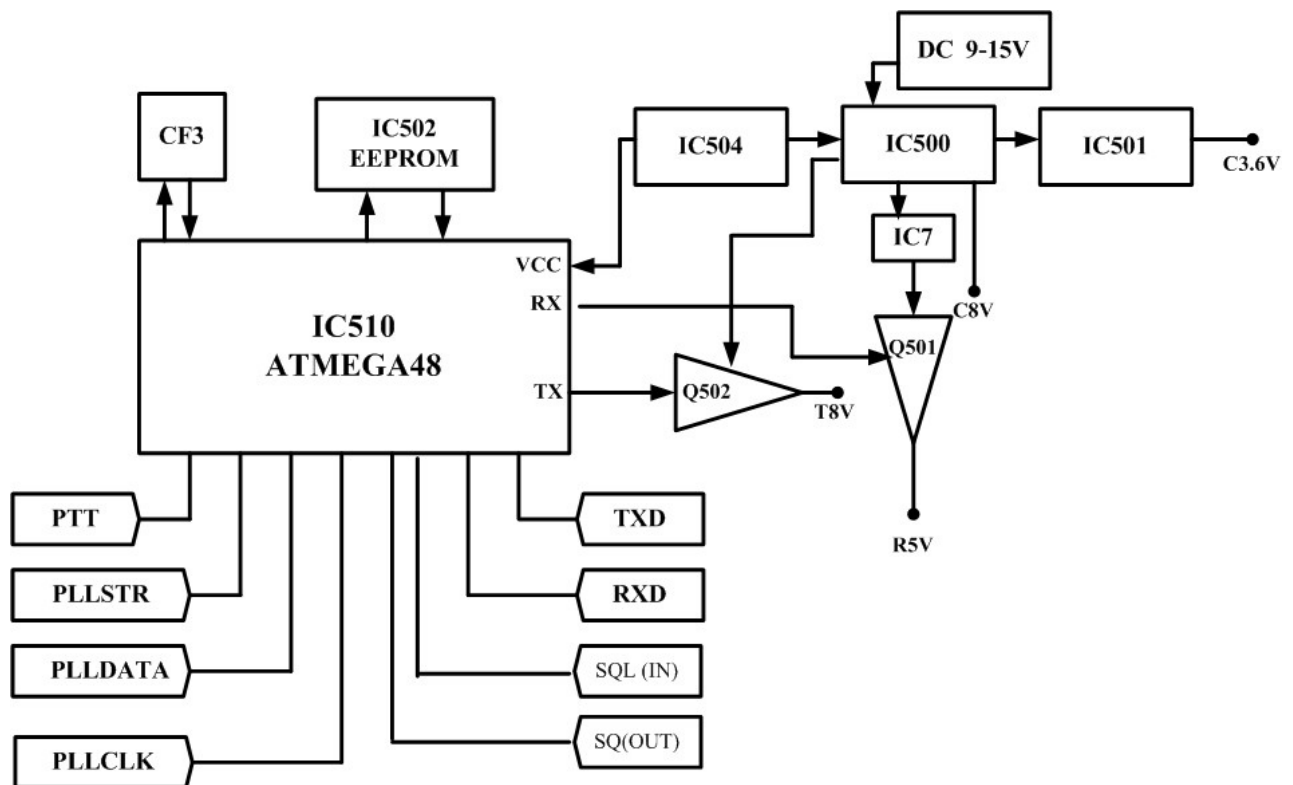 DC 9-15V
CF3
IC502
EEPROM
IC504
IC500
IC501
C3.6V
IC7
VCC
RX
C8V
IC510
ATMEGA48
Q501
TX
Q502
T8V
PTT
TXD
R5V
PLLSTR
RXD
PLLDATA
SQL (IN)
PLLCLK
SQ(OUT)